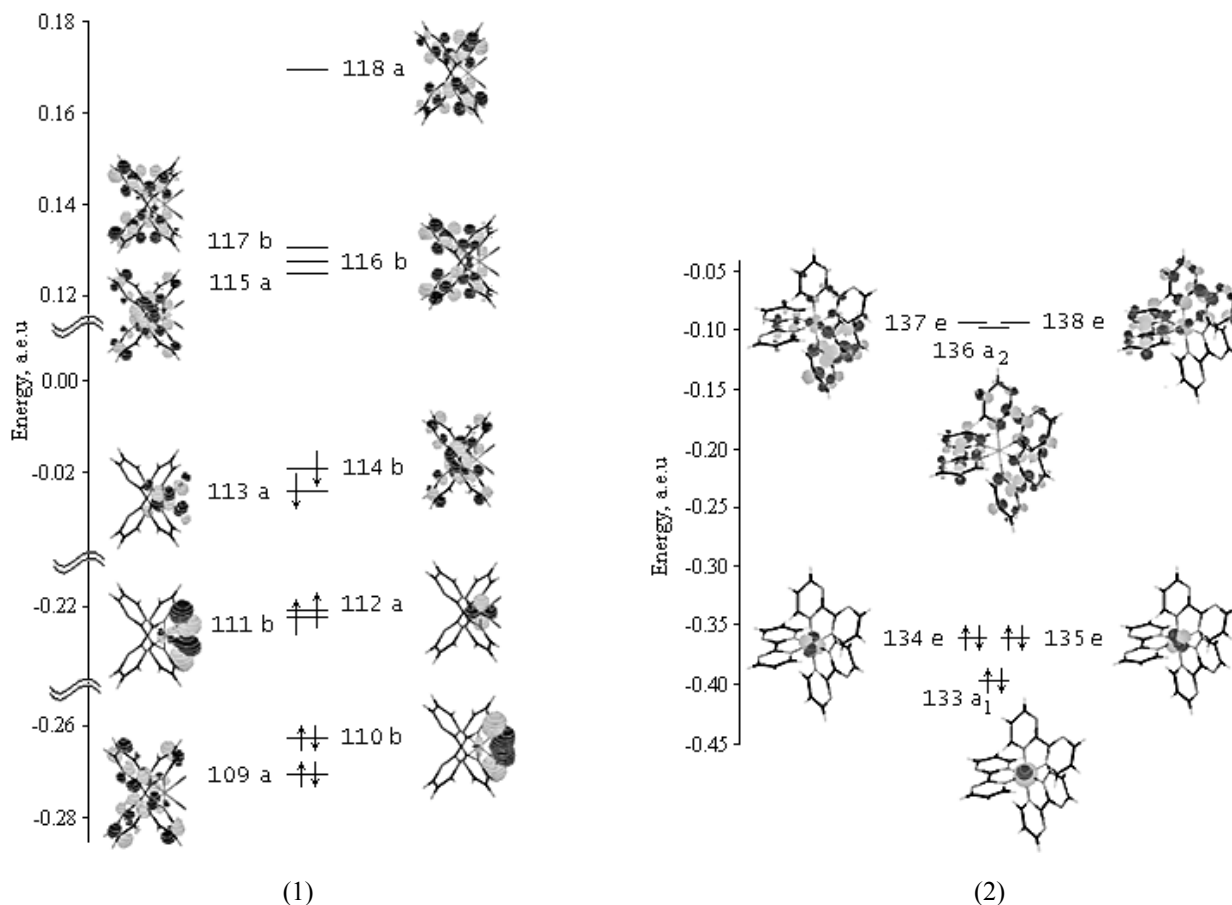 0.18
118 a
0.16
0.14
117 b
116 b
115 a
0.12
Energy, a.e.u
0.00
114 b
-0.02
113 a
112 a
-0.22
111 b
110 b
-0.26
109 a
-0.28
(1)
-0.05
137 e
138 e
-0.10
136 a2
-0.15
-0.20
-0.25
Energy, a.e.u
-0.30
-0.35
134 e
135 e
-0.40
133 a1
-0.45
(2)